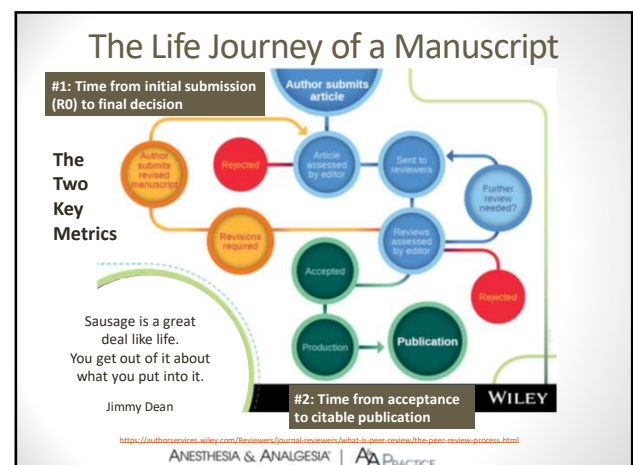 The Life Journey of a Manuscript
#1: Time from initial submission
(R0) to final decision
Author submits
article
The
Two
Key
Metrics
Author
submits
revised
manuscript
Rejected
Article
assessed
by editor
Sent to
reviewers
Further
review
needed?
Revisions
required
Reviews
assessed
by editor
Accepted
Rejected
Production
Publication
Sausage is a great
deal like life.
You get out of it about
what you put into it.
Jimmy Dean
#2: Time from acceptance
to citable publication
WILEY
https://authorservices.wiley.com/Reviewers/journal-reviewers/what-is-peer-review/the-peer-review-process.html
ANESTHESIA & ANALGESIA® | A&A PRACTICE